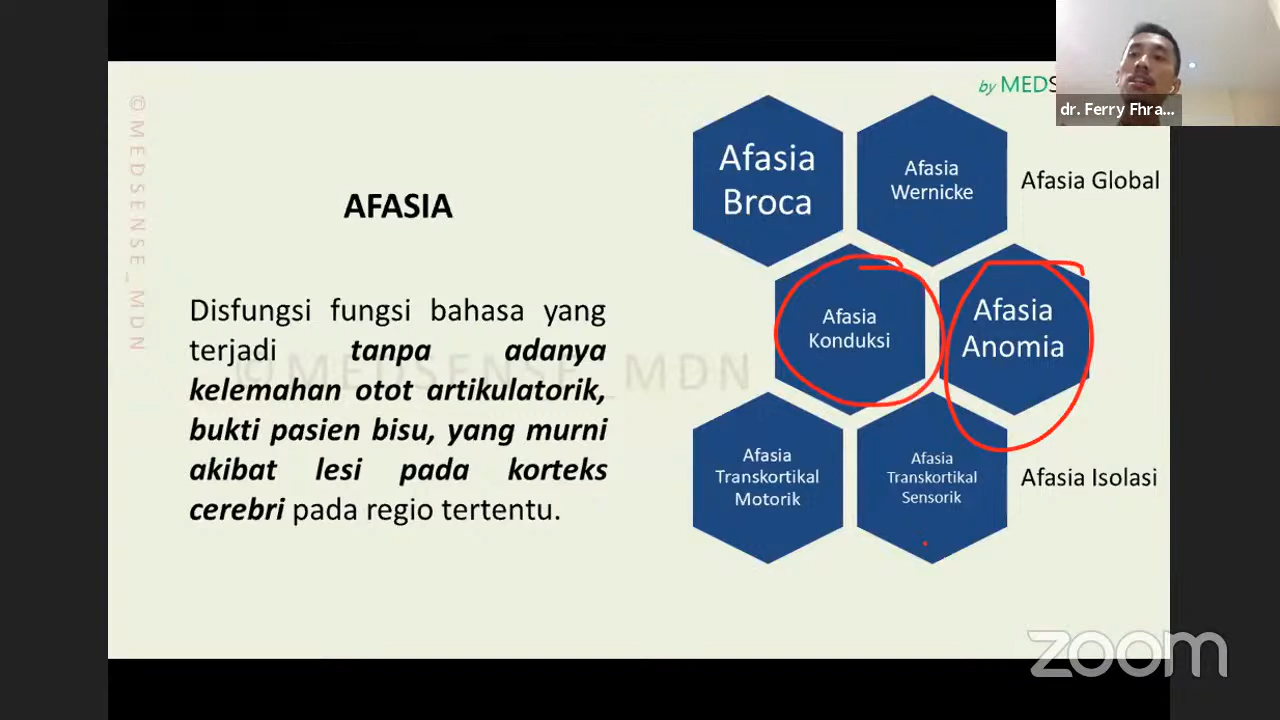 ©MEDSENSE_MDN
by MEDS
dr. Ferry Fhra...
AFASIA
Disfungsi fungsi bahasa yang
terjadi tanpa adanya
kelemahan otot artikulatorik,
bukti pasien bisu, yang murni
akibat lesi pada korteks
cerebri pada regio tertentu.
©MEDSENSE_MDN
Afasia
Broca
Afasia
Wernicke
Afasia Global
Afasia
Konduksi
Afasia
Anomia
Afasia
Transkortikal
Motorik
Afasia
Transkortikal
Sensorik
Afasia Isolasi
zoom